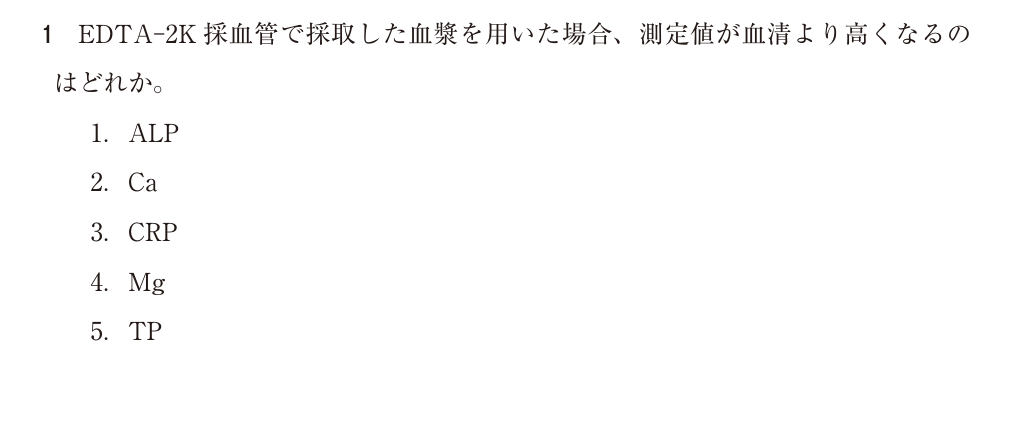 1 EDTA-2K 採血管で採取した血漿を用いた場合、測定値が血清より高くなるの
はどれか。
1. ALP
2. Ca
3. CRP
4. Mg
5. TP